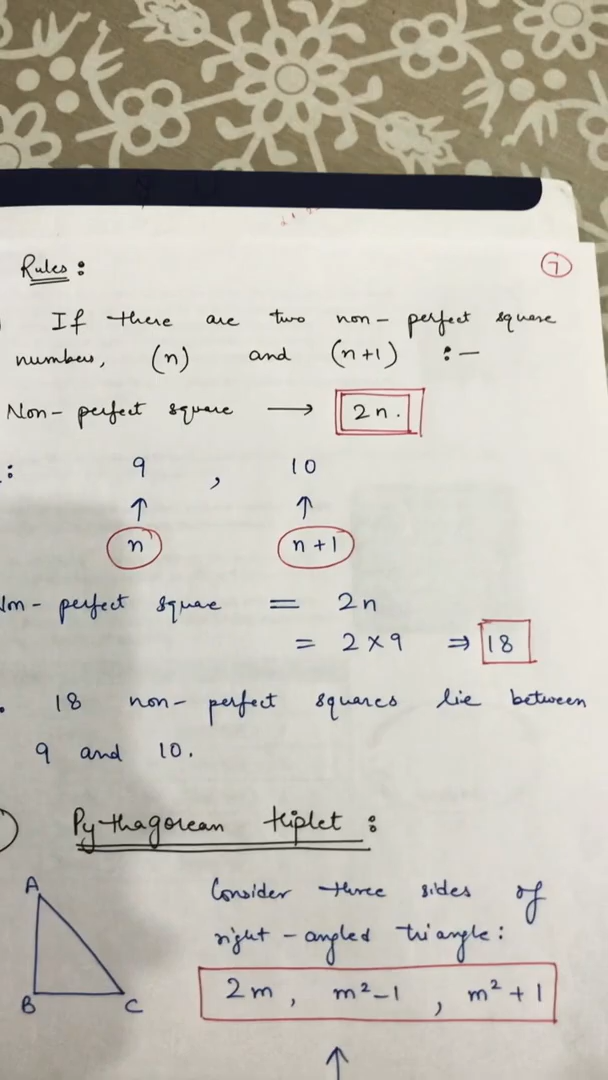 Rules:
7
If there are two non-perfect square
numbers, (n) and (n+1) :-
Non-perfect square → 2n.
: 9 , 10
↑ ↑
n n+1
Non-perfect square = 2n
= 2×9 ⇒ 18
. 18 non-perfect squares lie between
9 and 10.
Pythagorean triplet:
A
B C
Consider three sides of
right-angled triangle:
2m, m²-1, m²+1
↑